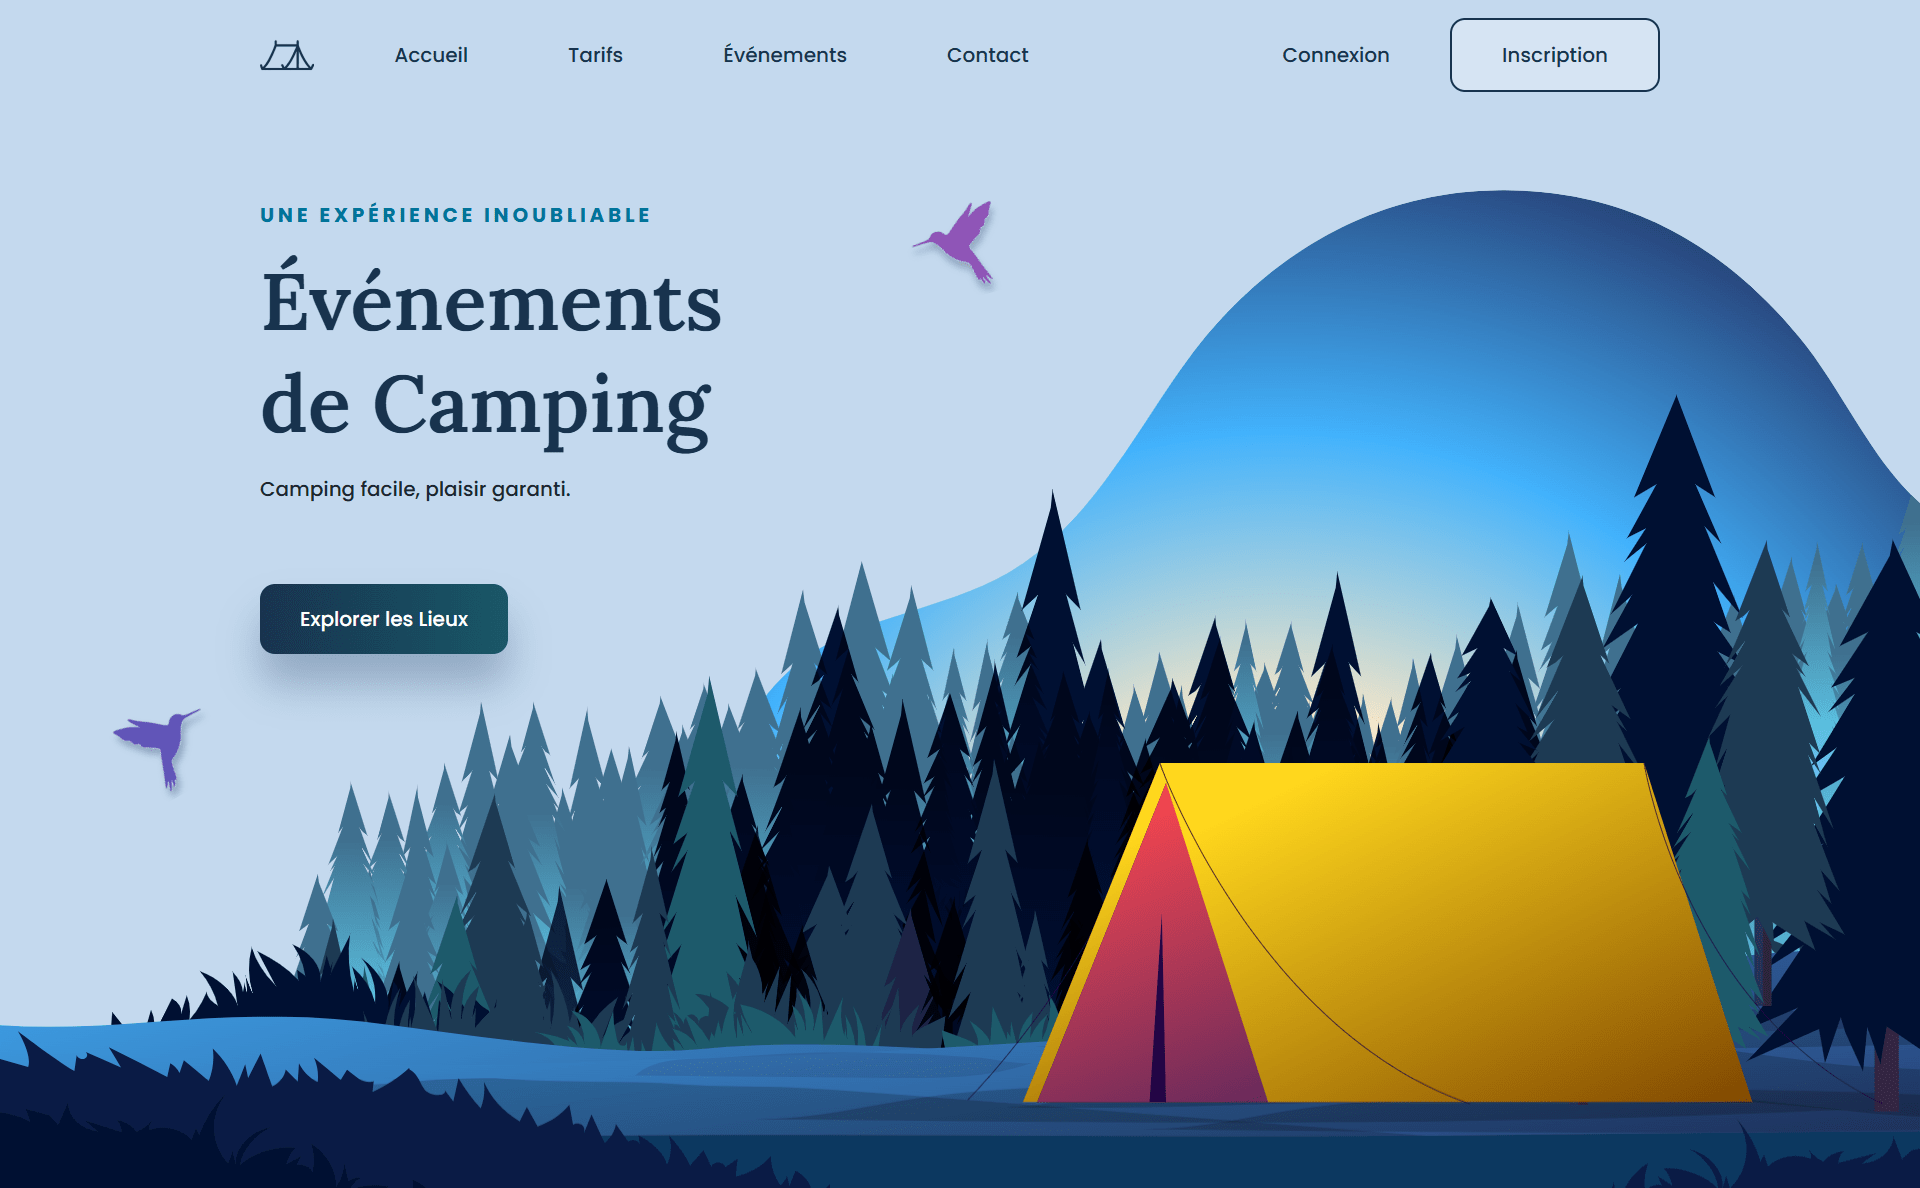 Accueil
Tarifs
Événements
Contact
Connexion
Inscription
UNE EXPÉRIENCE INOUBLIABLE
Événements
de Camping
Camping facile, plaisir garanti.
Explorer les Lieux